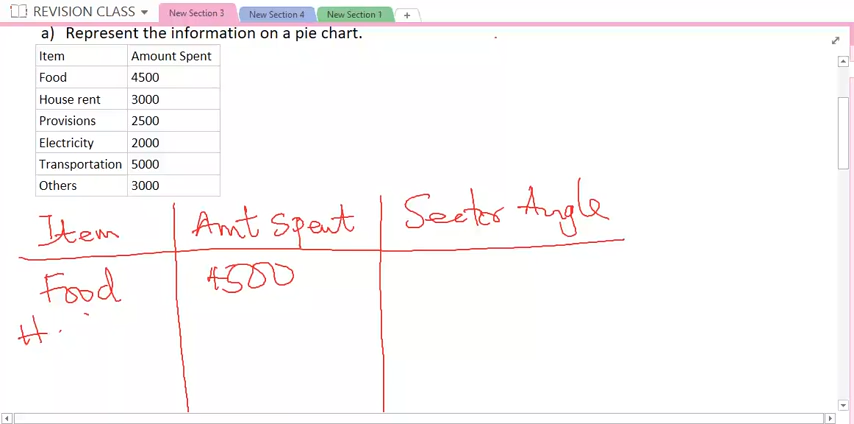 REVISION CLASS
New Section 3 New Section 4 New Section 1 +
a) Represent the information on a pie chart.
Item Amount Spent
Food 4500
House rent 3000
Provisions 2500
Electricity 2000
Transportation 5000
Others 3000
Item Amt Spent Sector Angle
Food 4500
H.